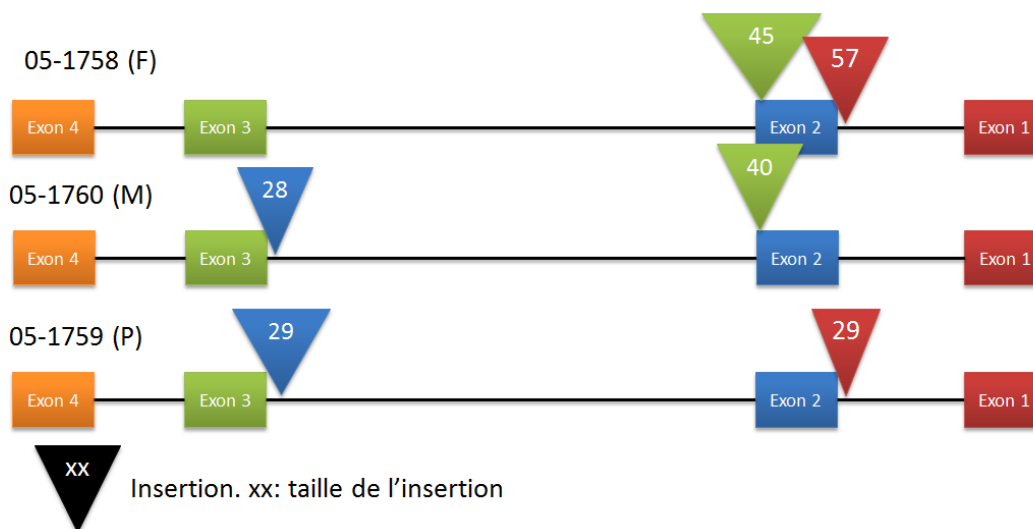 45
57
05-1758 (F)
Exon 4
Exon 3
Exon 2
Exon 1
05-1760 (M)
28
40
Exon 4
Exon 3
Exon 2
Exon 1
05-1759 (P)
29
29
Exon 4
Exon 3
Exon 2
Exon 1
xx
Insertion. xx: taille de l’insertion